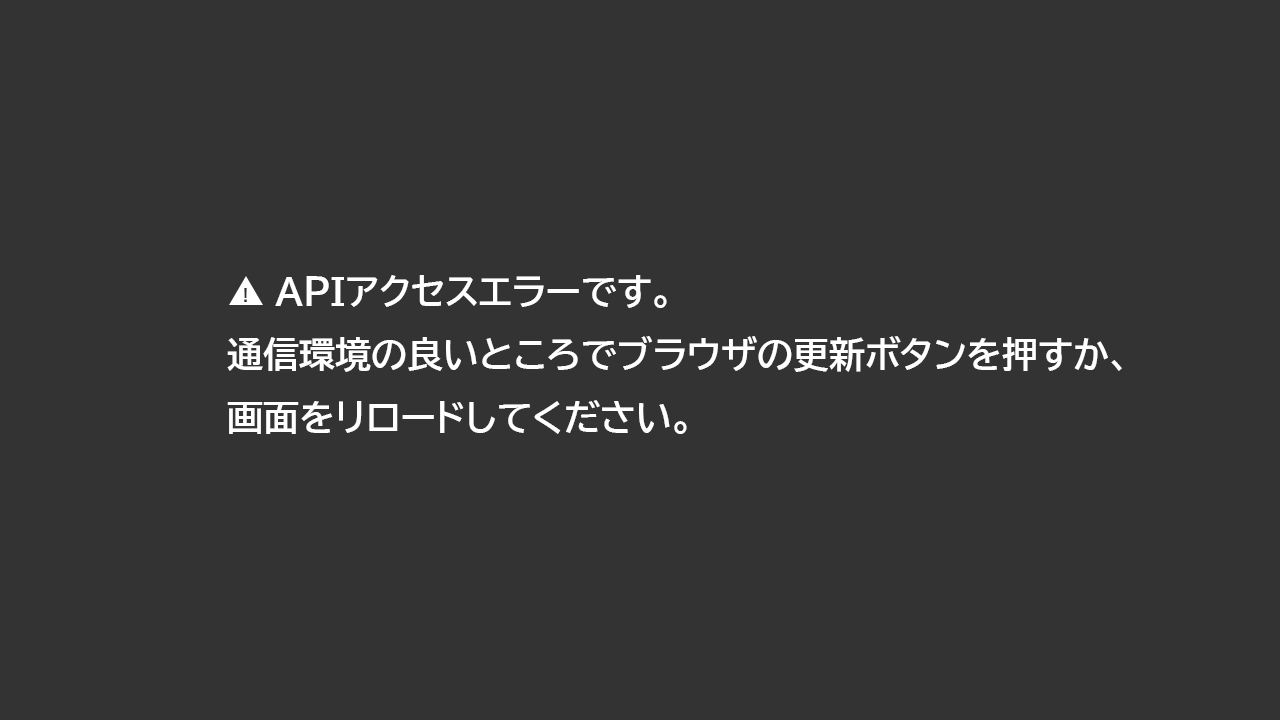 ⚠ APIアクセスエラーです。
通信環境の良いところでブラウザの更新ボタンを押すか、
画面をリロードしてください。